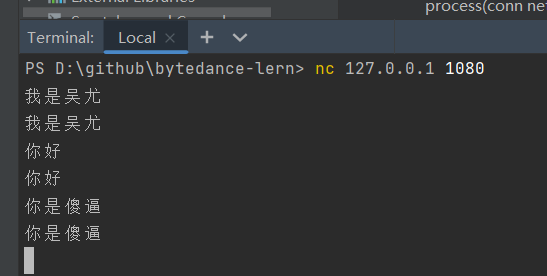 External Libraries
process(conn net
Terminal: Local
PS D:\github\bytedance-lern> nc 127.0.0.1 1080
我是吴尤
我是吴尤
你好
你好
你是傻逼
你是傻逼